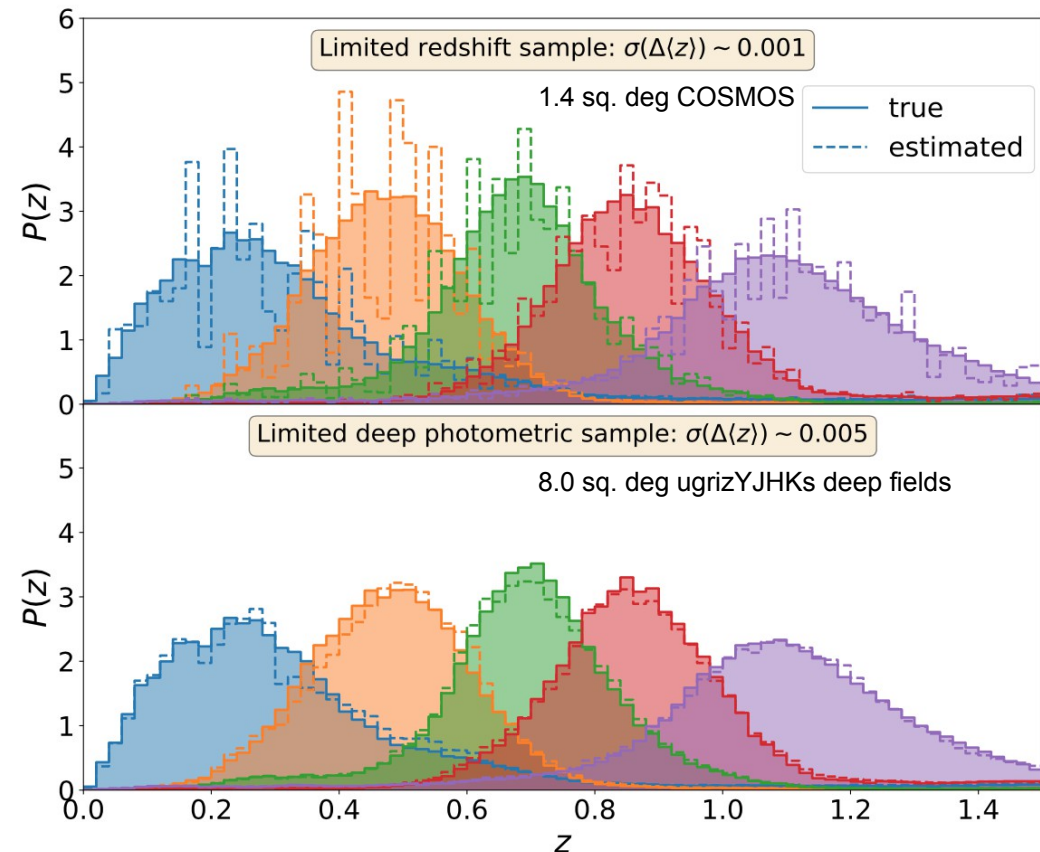 Limited redshift sample: σ(Δ⟨z⟩) ~ 0.001
1.4 sq. deg COSMOS
true
estimated
P(z)
6
5
4
3
2
1
0
Limited deep photometric sample: σ(Δ⟨z⟩) ~ 0.005
8.0 sq. deg ugrizYJHKs deep fields
P(z)
5
4
3
2
1
0
0.0 0.2 0.4 0.6 0.8 1.0 1.2 1.4
z